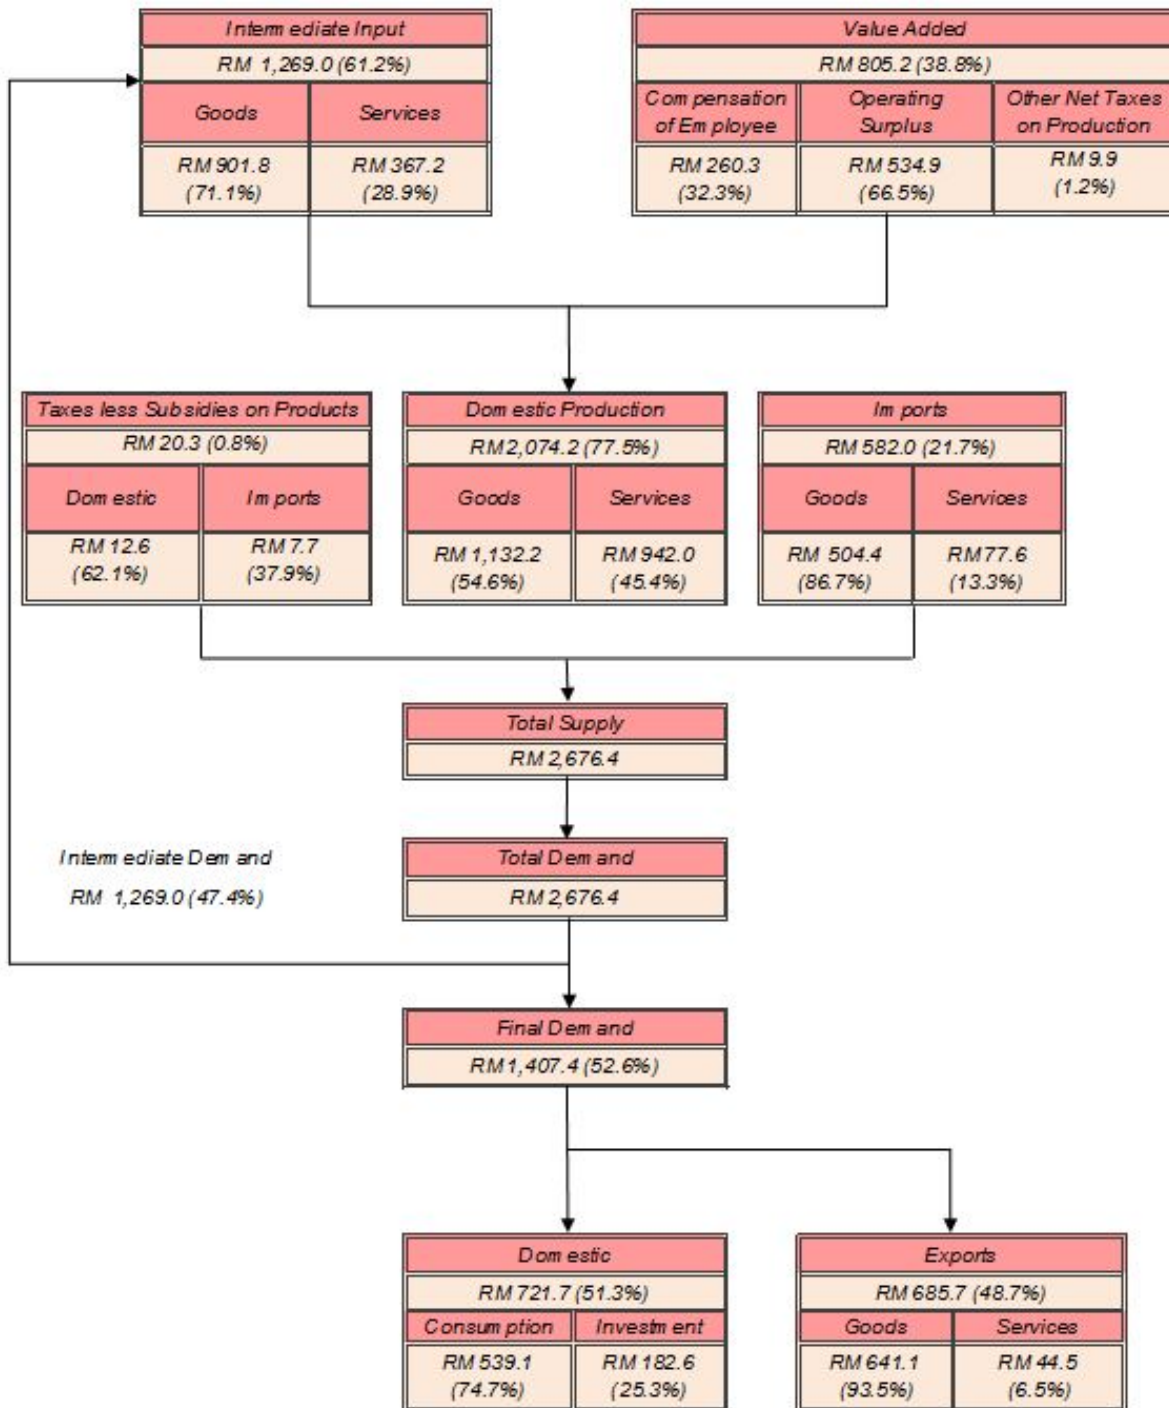 Intermediate Input
RM 1,269.0 (61.2%)
Goods
Services
RM 901.8
(71.1%)
RM 367.2
(28.9%)
Value Added
RM 805.2 (38.8%)
Compensation
of Employee
Operating
Surplus
Other Net Taxes
on Production
RM 260.3
(32.3%)
RM 534.9
(66.5%)
RM 9.9
(1.2%)
Taxes less Subsidies on Products
RM 20.3 (0.8%)
Domestic
Imports
RM 12.6
(62.1%)
RM 7.7
(37.9%)
Domestic Production
RM 2,074.2 (77.5%)
Goods
Services
RM 1,132.2
(54.6%)
RM 942.0
(45.4%)
Imports
RM 582.0 (21.7%)
Goods
Services
RM 504.4
(86.7%)
RM 77.6
(13.3%)
Total Supply
RM 2,676.4
Total Demand
RM 2,676.4
Intermediate Demand
RM 1,269.0 (47.4%)
Final Demand
RM 1,407.4 (52.6%)
Domestic
RM 721.7 (51.3%)
Consumption
Investment
RM 539.1
(74.7%)
RM 182.6
(25.3%)
Exports
RM 685.7 (48.7%)
Goods
Services
RM 641.1
(93.5%)
RM 44.5
(6.5%)